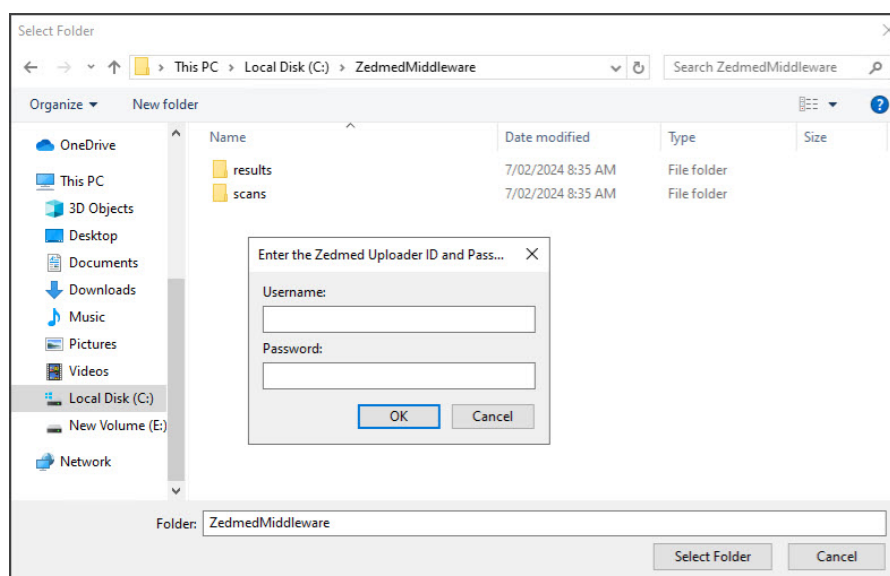 Select Folder
This PC > Local Disk (C:) > ZedmedMiddleware
Search ZedmedMiddleware
Organize
New folder
Name
Date modified
Type
Size
OneDrive
This PC
3D Objects
Desktop
Documents
Downloads
Music
Pictures
Videos
Local Disk (C:)
New Volume (E:)
Network
results 7/02/2024 8:35 AM File folder
scans 7/02/2024 8:35 AM File folder
Enter the Zedmed Uploader ID and Pass...
Username:
Password:
OK
Cancel
Folder: ZedmedMiddleware
Select Folder
Cancel